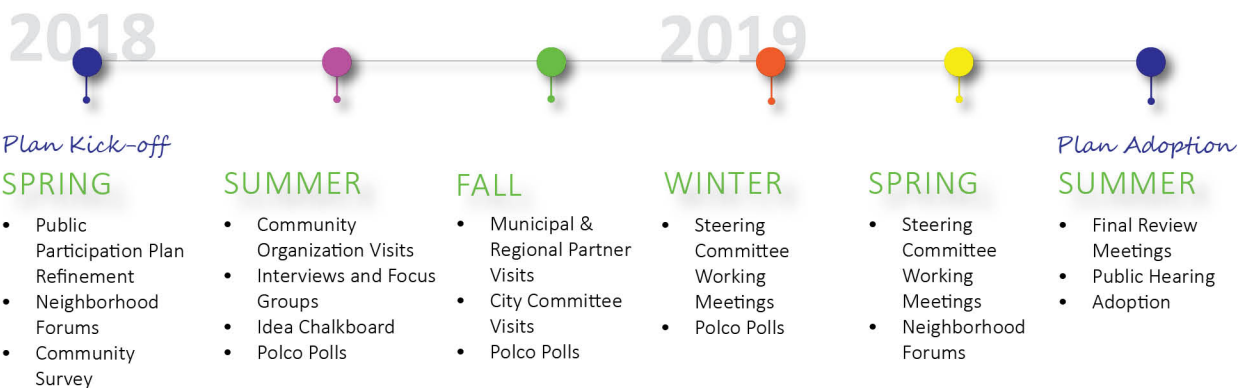 2018
2019
Plan Kick-off
SPRING
• Public
Participation Plan
Refinement
• Neighborhood
Forums
• Community
Survey
SUMMER
• Community
Organization Visits
• Interviews and Focus
Groups
• Idea Chalkboard
• Polco Polls
FALL
• Municipal &
Regional Partner
Visits
• City Committee
Visits
• Polco Polls
WINTER
• Steering
Committee
Working
Meetings
• Polco Polls
SPRING
• Steering
Committee
Working
Meetings
• Neighborhood
Forums
Plan Adoption
SUMMER
• Final Review
Meetings
• Public Hearing
• Adoption